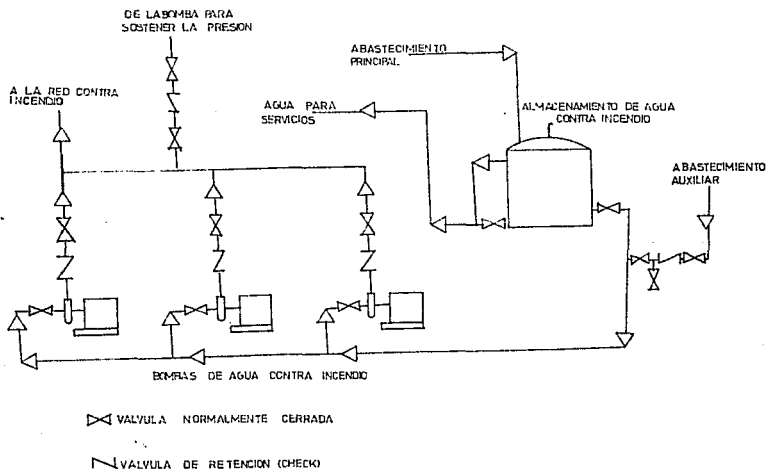 DE LABOMBA PARA
SOSTENER LA PRESION
ABASTECIMIENTO
PRINCIPAL
A LA RED CONTRA
INCENDIO
AGUA PARA
SERVICIOS
ALMACENAMIENTO DE AGUA
CONTRA INCENDIO
ABASTECIMIENTO
AUXILIAR
BOMBAS DE AGUA CONTRA INCENDIO
VALVULA NORMALMENTE CERRADA
VALVULA DE RETENCION (CHECK)